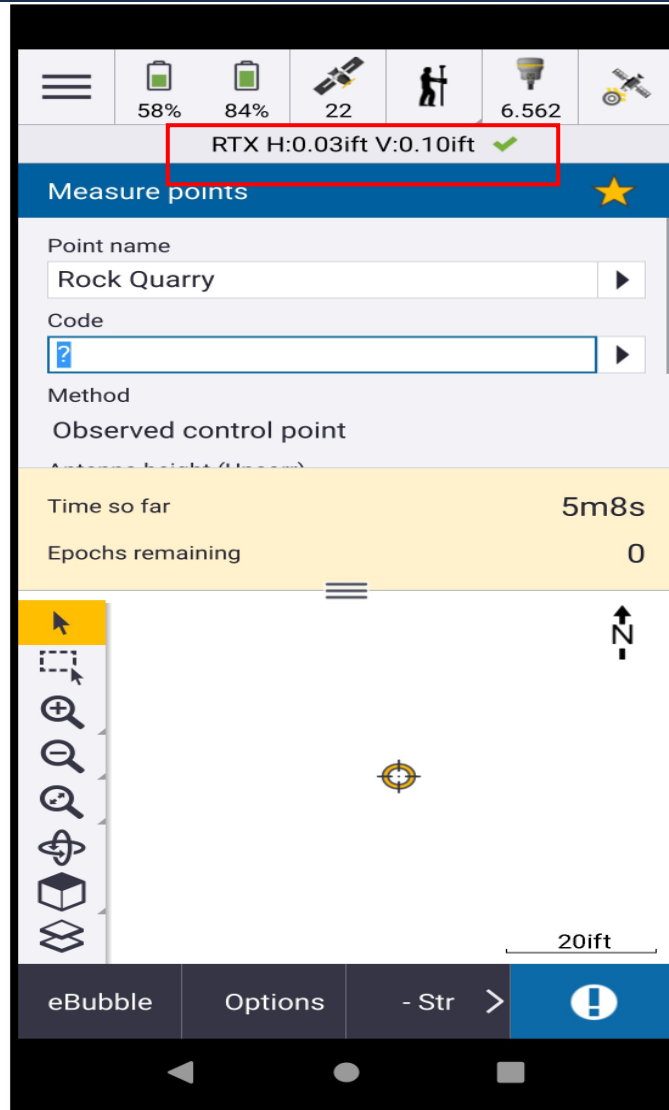 58% 84% 22 6.562
RTX H:0.03ift V:0.10ift
Measure points
Point name
Rock Quarry
Code
?
Method
Observed control point
Time so far 5m8s
Epochs remaining 0
N
20ift
eBubble Options - Str >